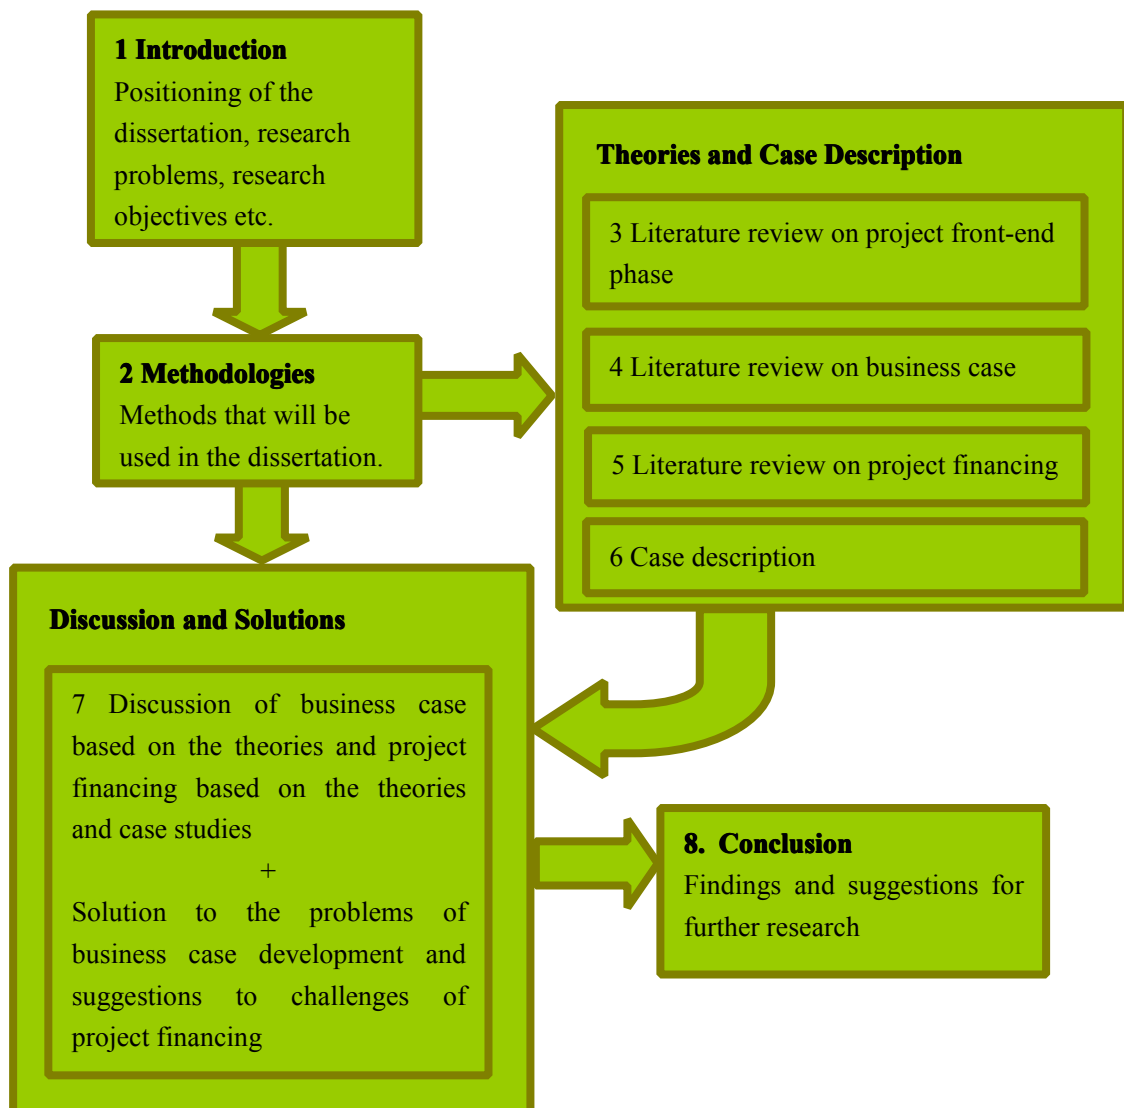 1 Introduction
Positioning of the
dissertation, research
problems, research
objectives etc.
2 Methodologies
Methods that will be
used in the dissertation.
Theories and Case Description
3 Literature review on project front-end
phase
4 Literature review on business case
5 Literature review on project financing
6 Case description
Discussion and Solutions
7 Discussion of business case
based on the theories and project
financing based on the theories
and case studies
+
Solution to the problems of
business case development and
suggestions to challenges of
project financing
8. Conclusion
Findings and suggestions for
further research